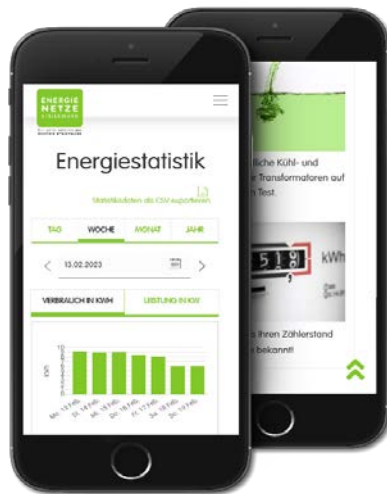 ENERGIE
NETZE
STEIERMARK
Energiestatistik
Statistikdaten als CSV exportieren
TAG WOCHE MONAT JAHR
13.02.2023
VERBRAUCH IN KWH LEISTUNG IN KW
kWh
Mo, 13 Feb.
Di, 14 Feb.
Mi, 15 Feb.
Do, 16 Feb.
Fr, 17 Feb.
Sa, 18 Feb.
So, 19 Feb.
liche Kühl- und
r Transformatoren auf
n Test.
kWh
s Ihren Zählerstand
bekannt!